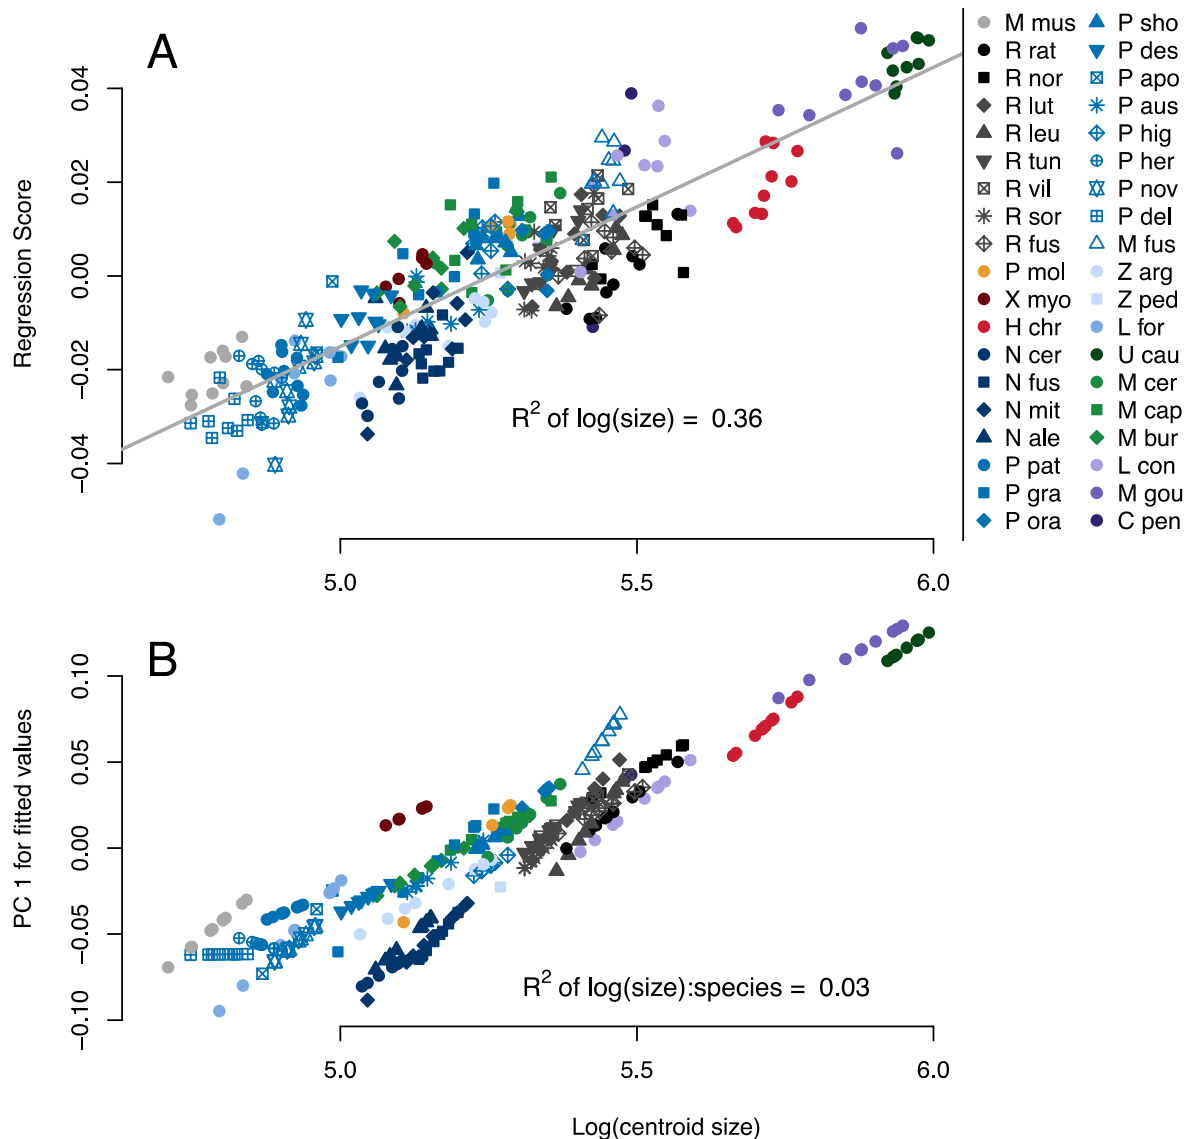 A
Regression Score
0.04
0.02
0.00
−0.02
−0.04
R² of log(size) = 0.36
5.0 5.5 6.0
M mus
R rat
R nor
R lut
R leu
R tun
R vil
R sor
R fus
P mol
X myo
H chr
N cer
N fus
N mit
N ale
P pat
P gra
P ora
P sho
P des
P apo
P aus
P hig
P her
P nov
P del
M fus
Z arg
Z ped
L for
U cau
M cer
M cap
M bur
L con
M gou
C pen
B
PC 1 for fitted values
0.10
0.05
0.00
−0.05
−0.10
R² of log(size):species = 0.03
5.0 5.5 6.0
Log(centroid size)